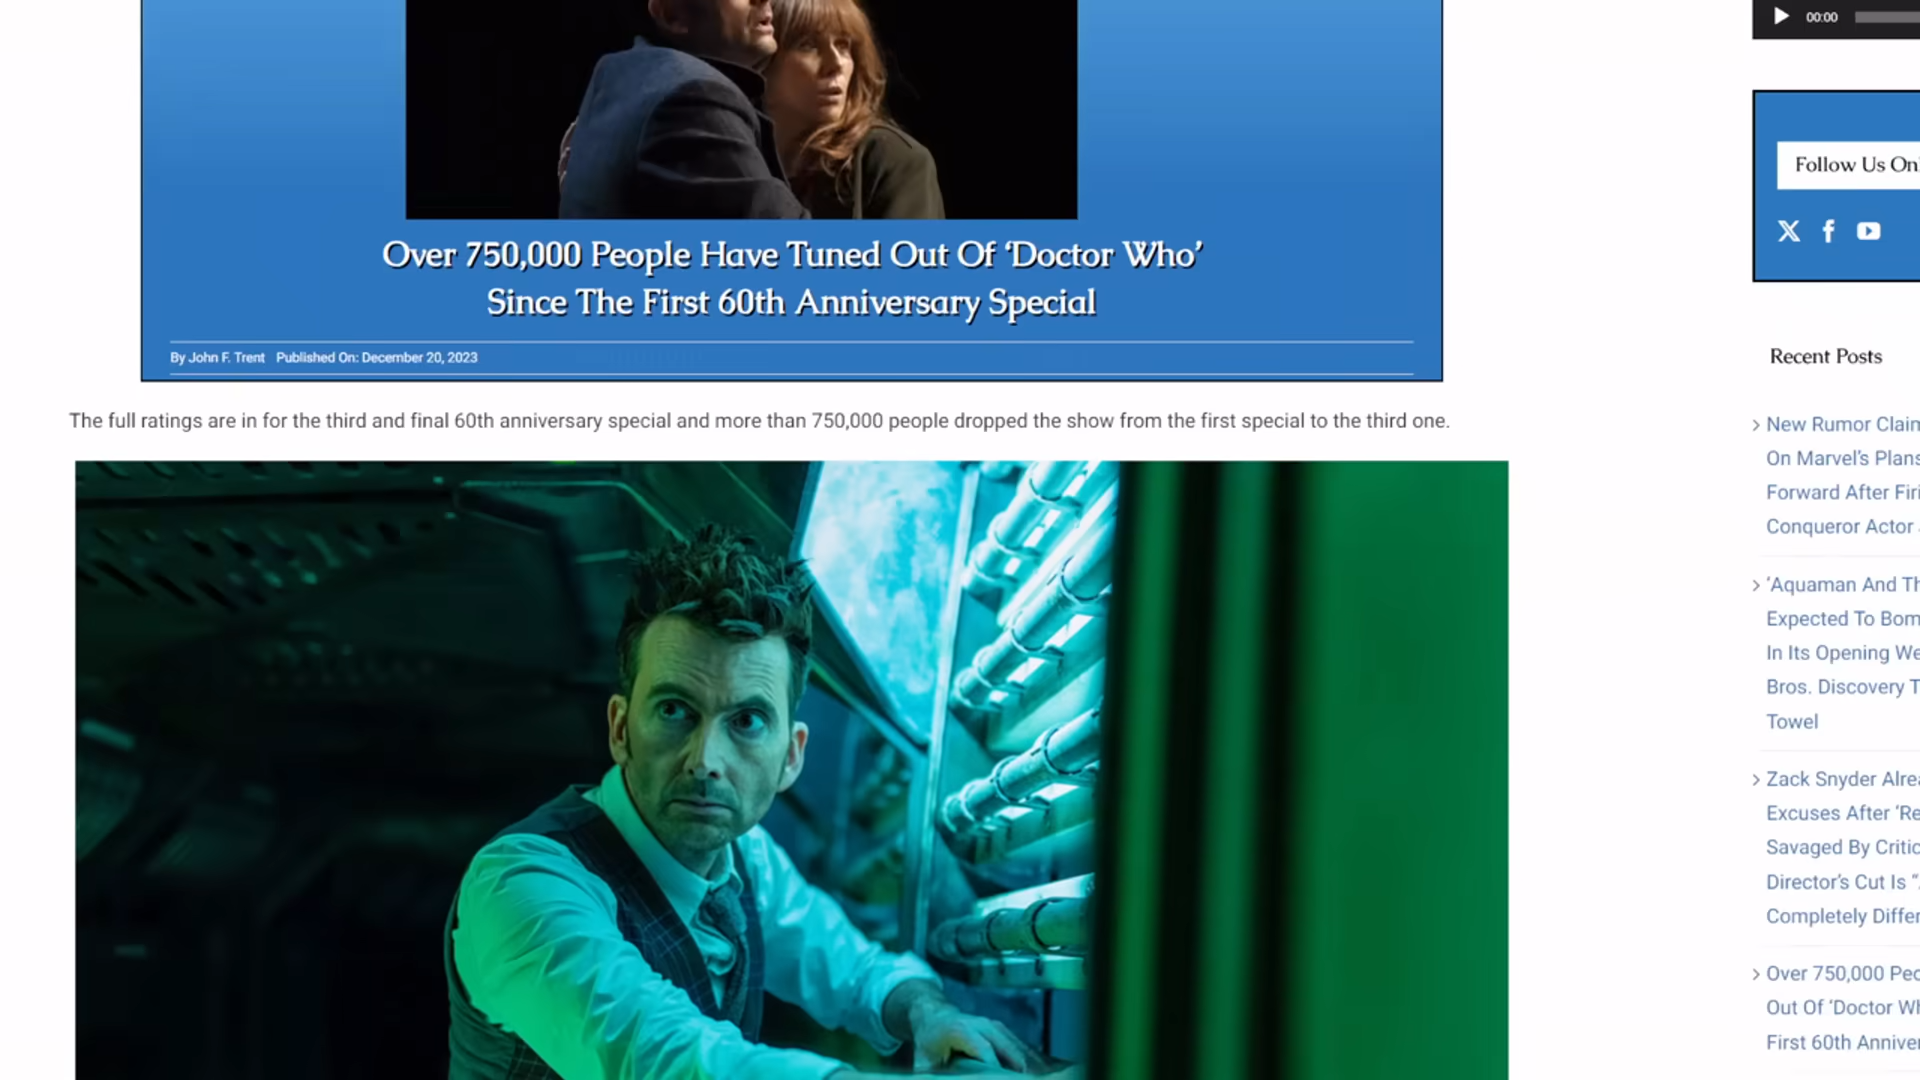 00:00
Over 750,000 People Have Tuned Out Of ‘Doctor Who’
Since The First 60th Anniversary Special
By John F. Trent Published On: December 20, 2023
The full ratings are in for the third and final 60th anniversary special and more than 750,000 people dropped the show from the first special to the third one.
Follow Us On
Recent Posts
New Rumor Claim
On Marvel’s Plans
Forward After Firi
Conqueror Actor
‘Aquaman And Th
Expected To Bom
In Its Opening We
Bros. Discovery T
Towel
Zack Snyder Alrea
Excuses After ‘Re
Savaged By Critic
Director’s Cut Is “
Completely Differ
Over 750,000 Peo
Out Of ‘Doctor Wh
First 60th Anniver